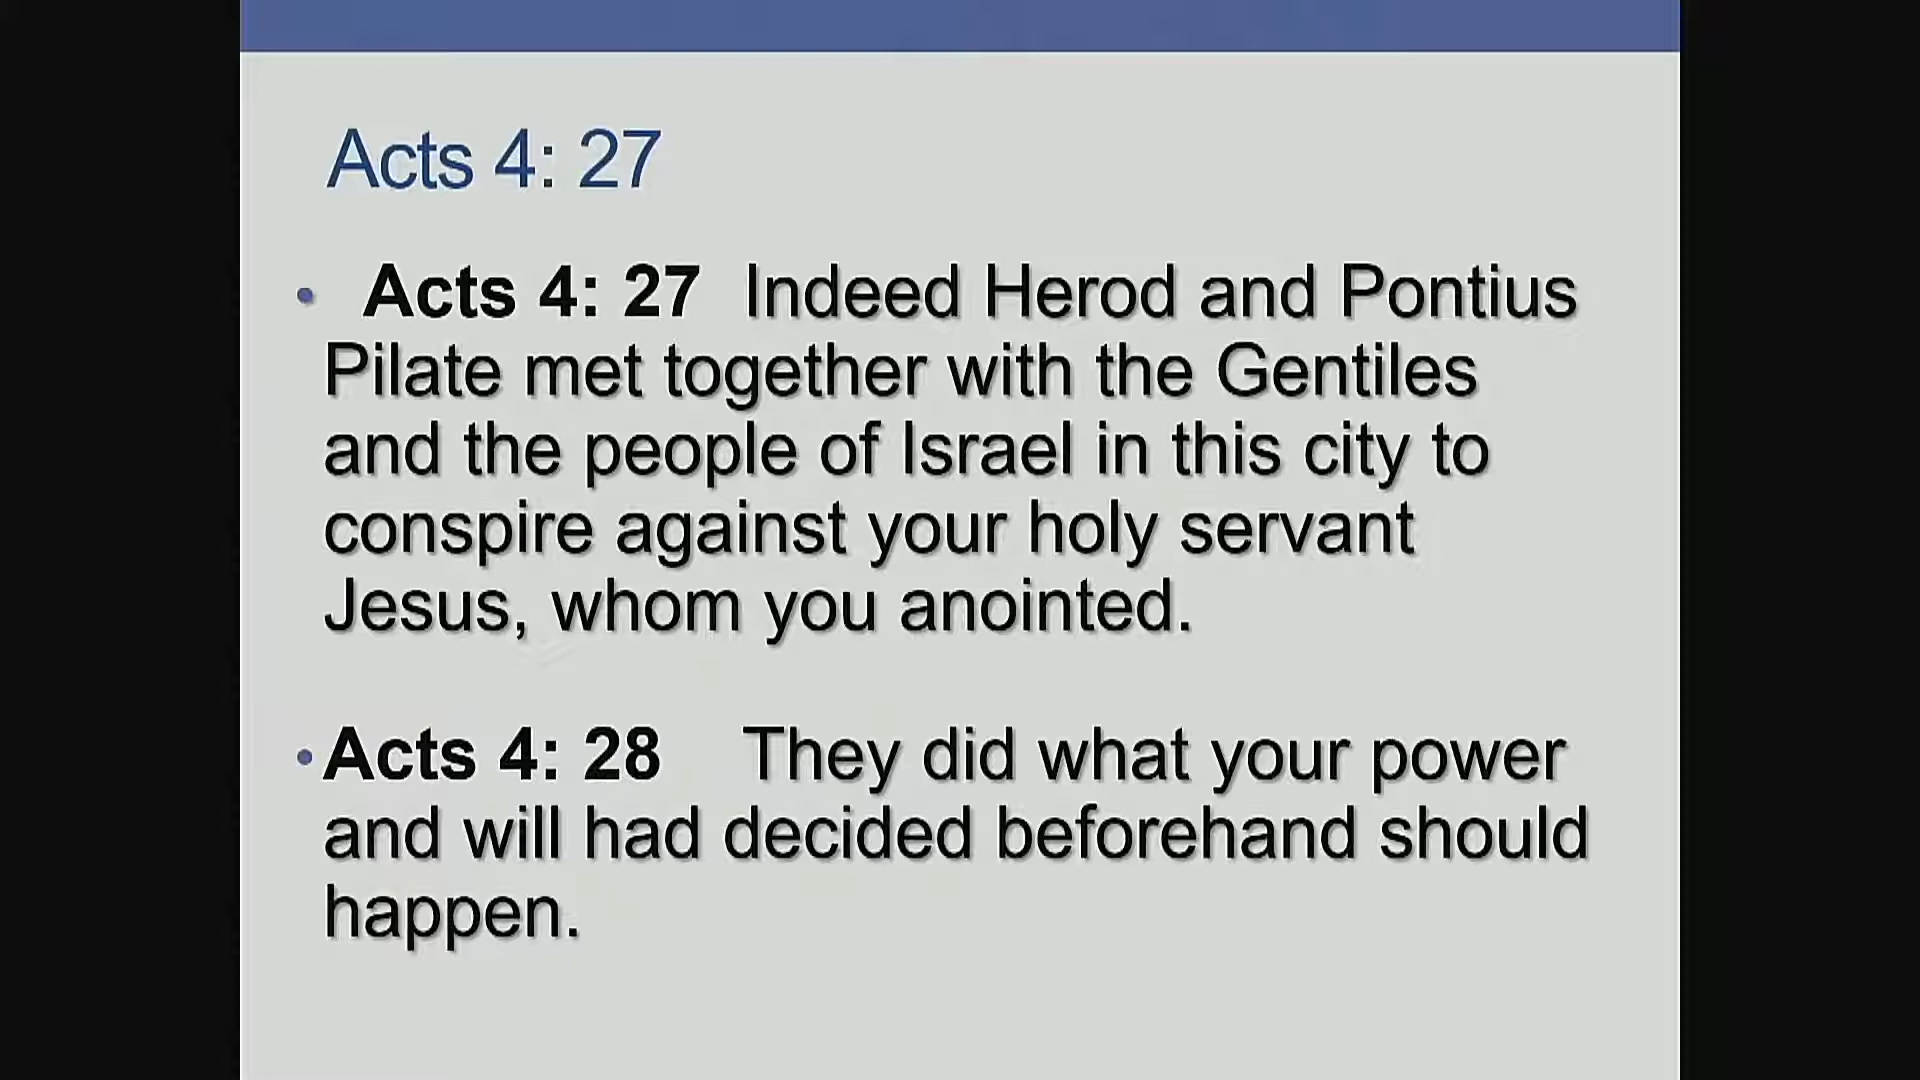 Acts 4: 27
• Acts 4: 27 Indeed Herod and Pontius
Pilate met together with the Gentiles
and the people of Israel in this city to
conspire against your holy servant
Jesus, whom you anointed.
• Acts 4: 28 They did what your power
and will had decided beforehand should
happen.